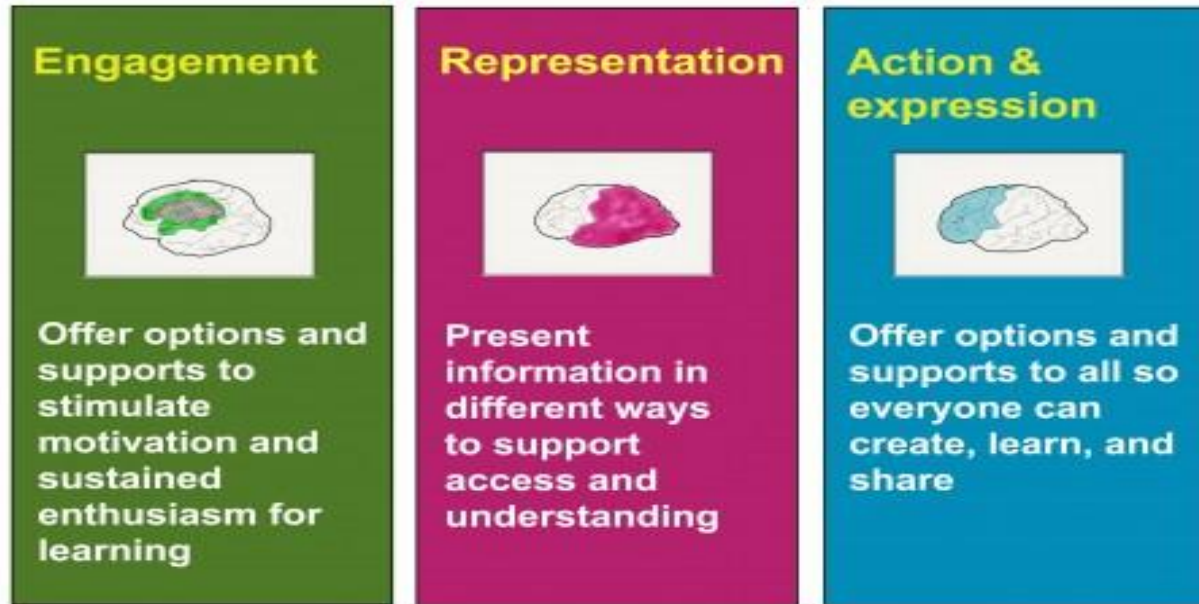 Engagement
Offer options and
supports to
stimulate
motivation and
sustained
enthusiasm for
learning
Representation
Present
information in
different ways
to support
access and
understanding
Action &
expression
Offer options and
supports to all so
everyone can
create, learn, and
share